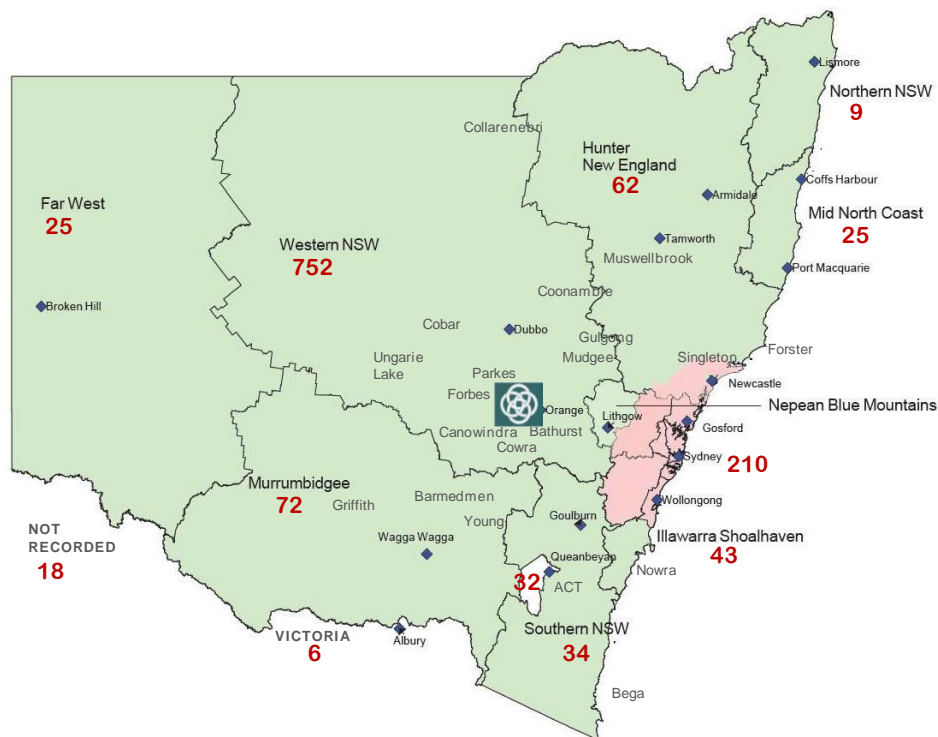 Lismore
Northern NSW
9
Collarenebri
Hunter
New England
62
Armidale
Coffs Harbour
Mid North Coast
25
Far West
25
Western NSW
752
Tamworth
Muswellbrook
Port Macquarie
Coonamble
Broken Hill
Cobar
Dubbo
Gulgong
Mudgee
Ungarie
Lake
Parkes
Singleton
Forster
Newcastle
Forbes
Orange
Lithgow
Nepean Blue Mountains
Gosford
Canowindra
Bathurst
Cowra
Sydney
210
Murrumbidgee
72
Griffith
Barmedmen
Young
Goulburn
Wollongong
NOT
RECORDED
18
Wagga Wagga
Illawarra Shoalhaven
43
Queanbeyan
32
ACT
Nowra
VICTORIA
6
Albury
Southern NSW
34
Bega